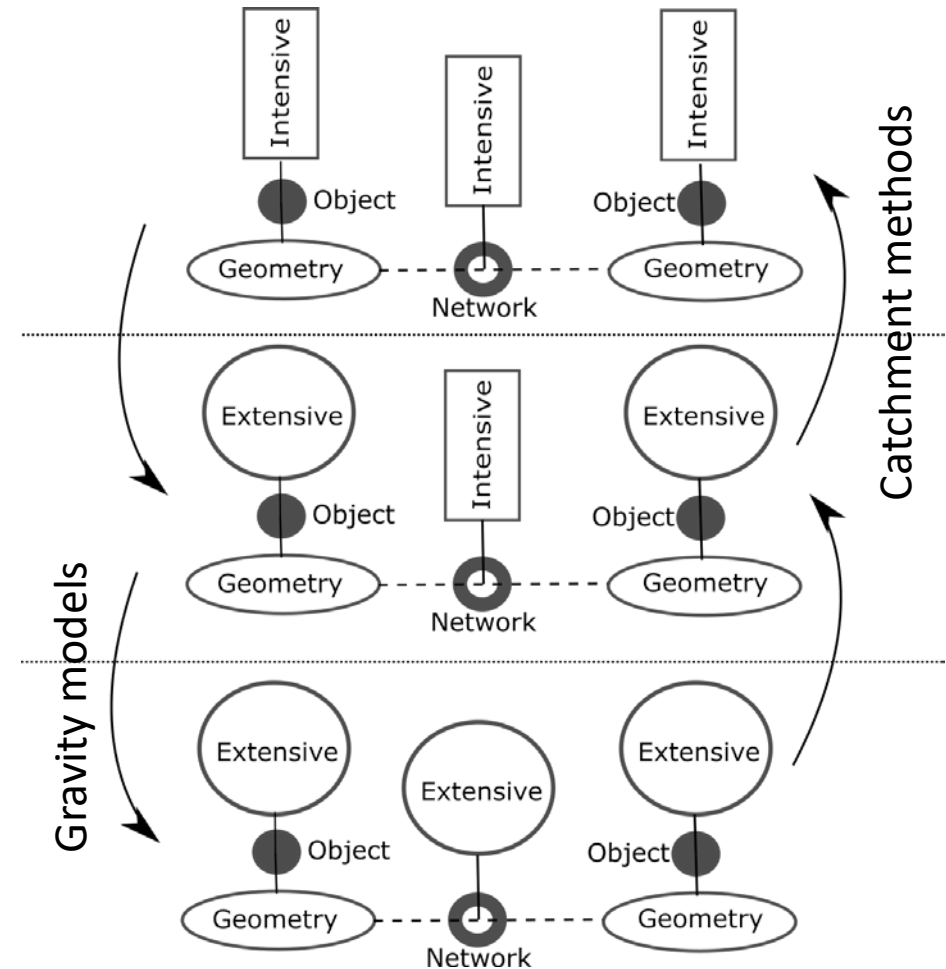 Intensive
Intensive
Intensive
Object
Object
Geometry
Geometry
Network
Catchment methods
Extensive
Intensive
Extensive
Object
Object
Geometry
Geometry
Network
Gravity models
Extensive
Extensive
Extensive
Object
Object
Geometry
Geometry
Network